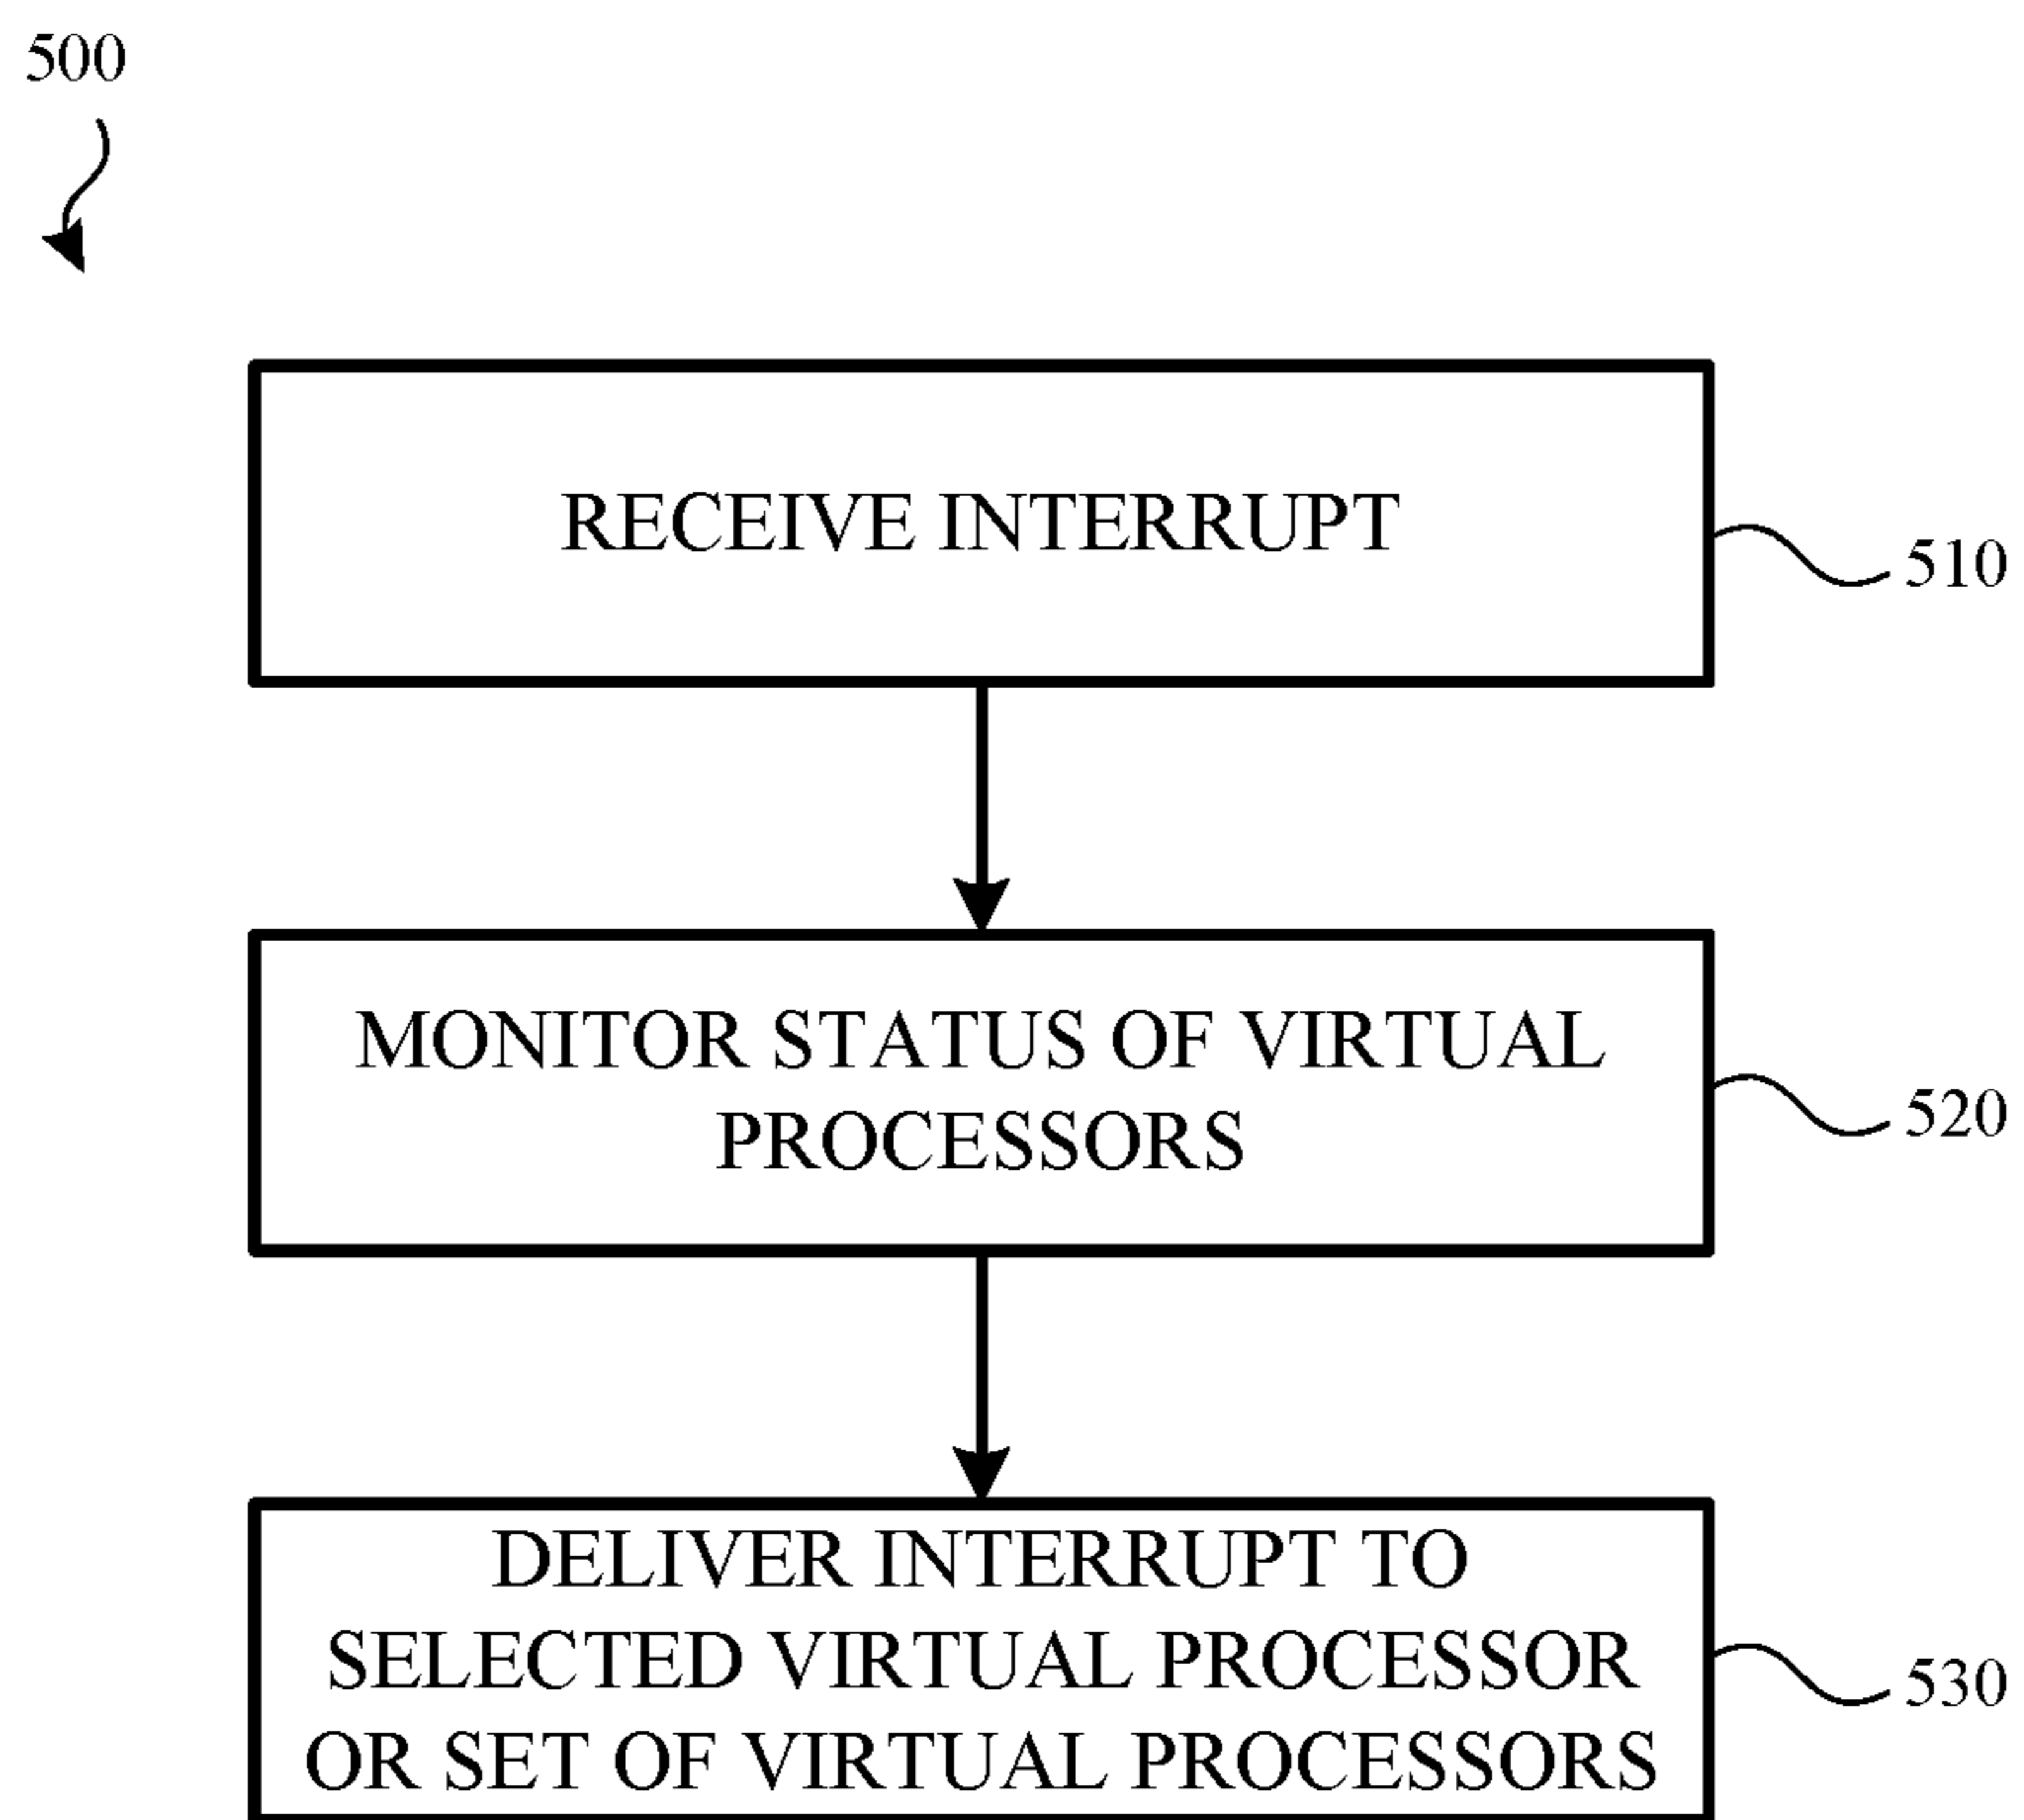 500
RECEIVE INTERRUPT
510
MONITOR STATUS OF VIRTUAL
PROCESSORS
520
DELIVER INTERRUPT TO
SELECTED VIRTUAL PROCESSOR
OR SET OF VIRTUAL PROCESSORS
530